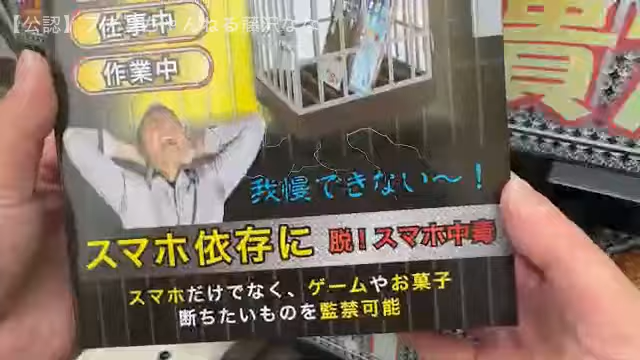 【公認】
仕事中
作業中
我慢できない〜！
スマホ依存に 脱！スマホ中毒
スマホだけでなく、ゲームやお菓子
断ちたいものを監禁可能